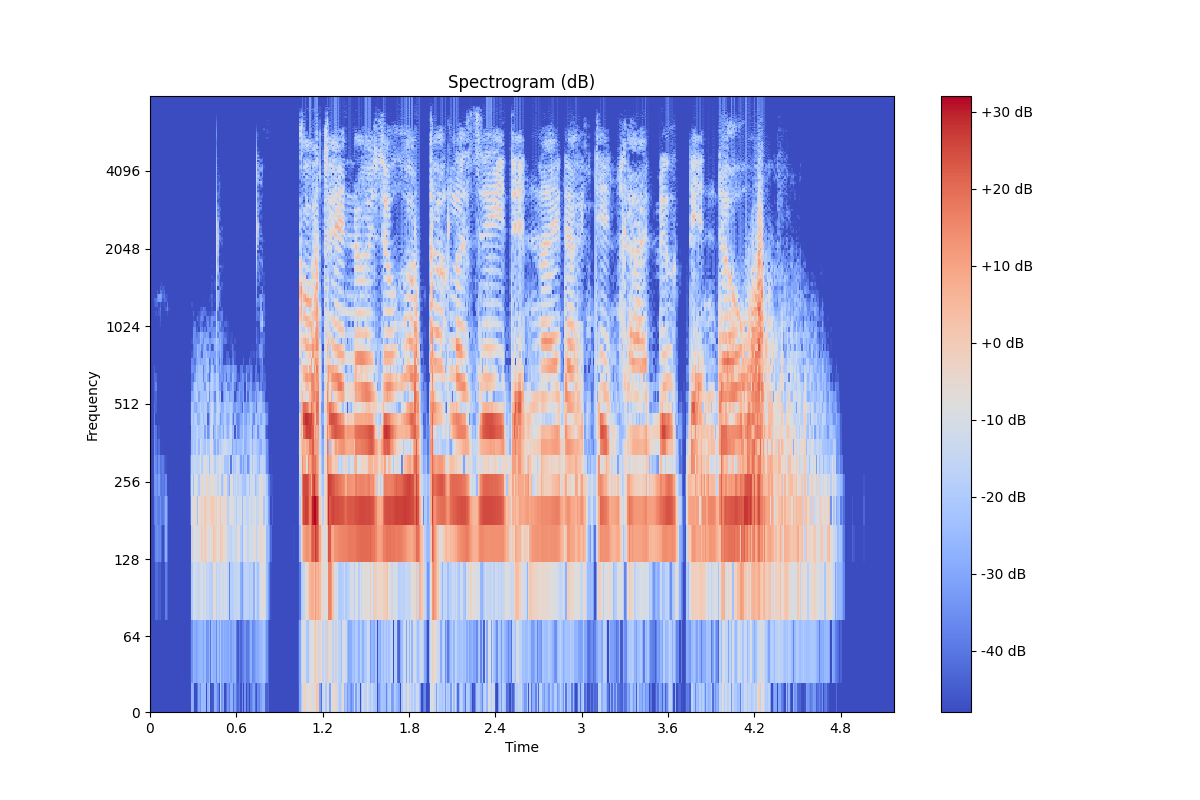 Spectrogram (dB)
Frequency
4096
2048
1024
512
256
128
64
0
0 0.6 1.2 1.8 2.4 3 3.6 4.2 4.8
Time
+30 dB
+20 dB
+10 dB
+0 dB
-10 dB
-20 dB
-30 dB
-40 dB